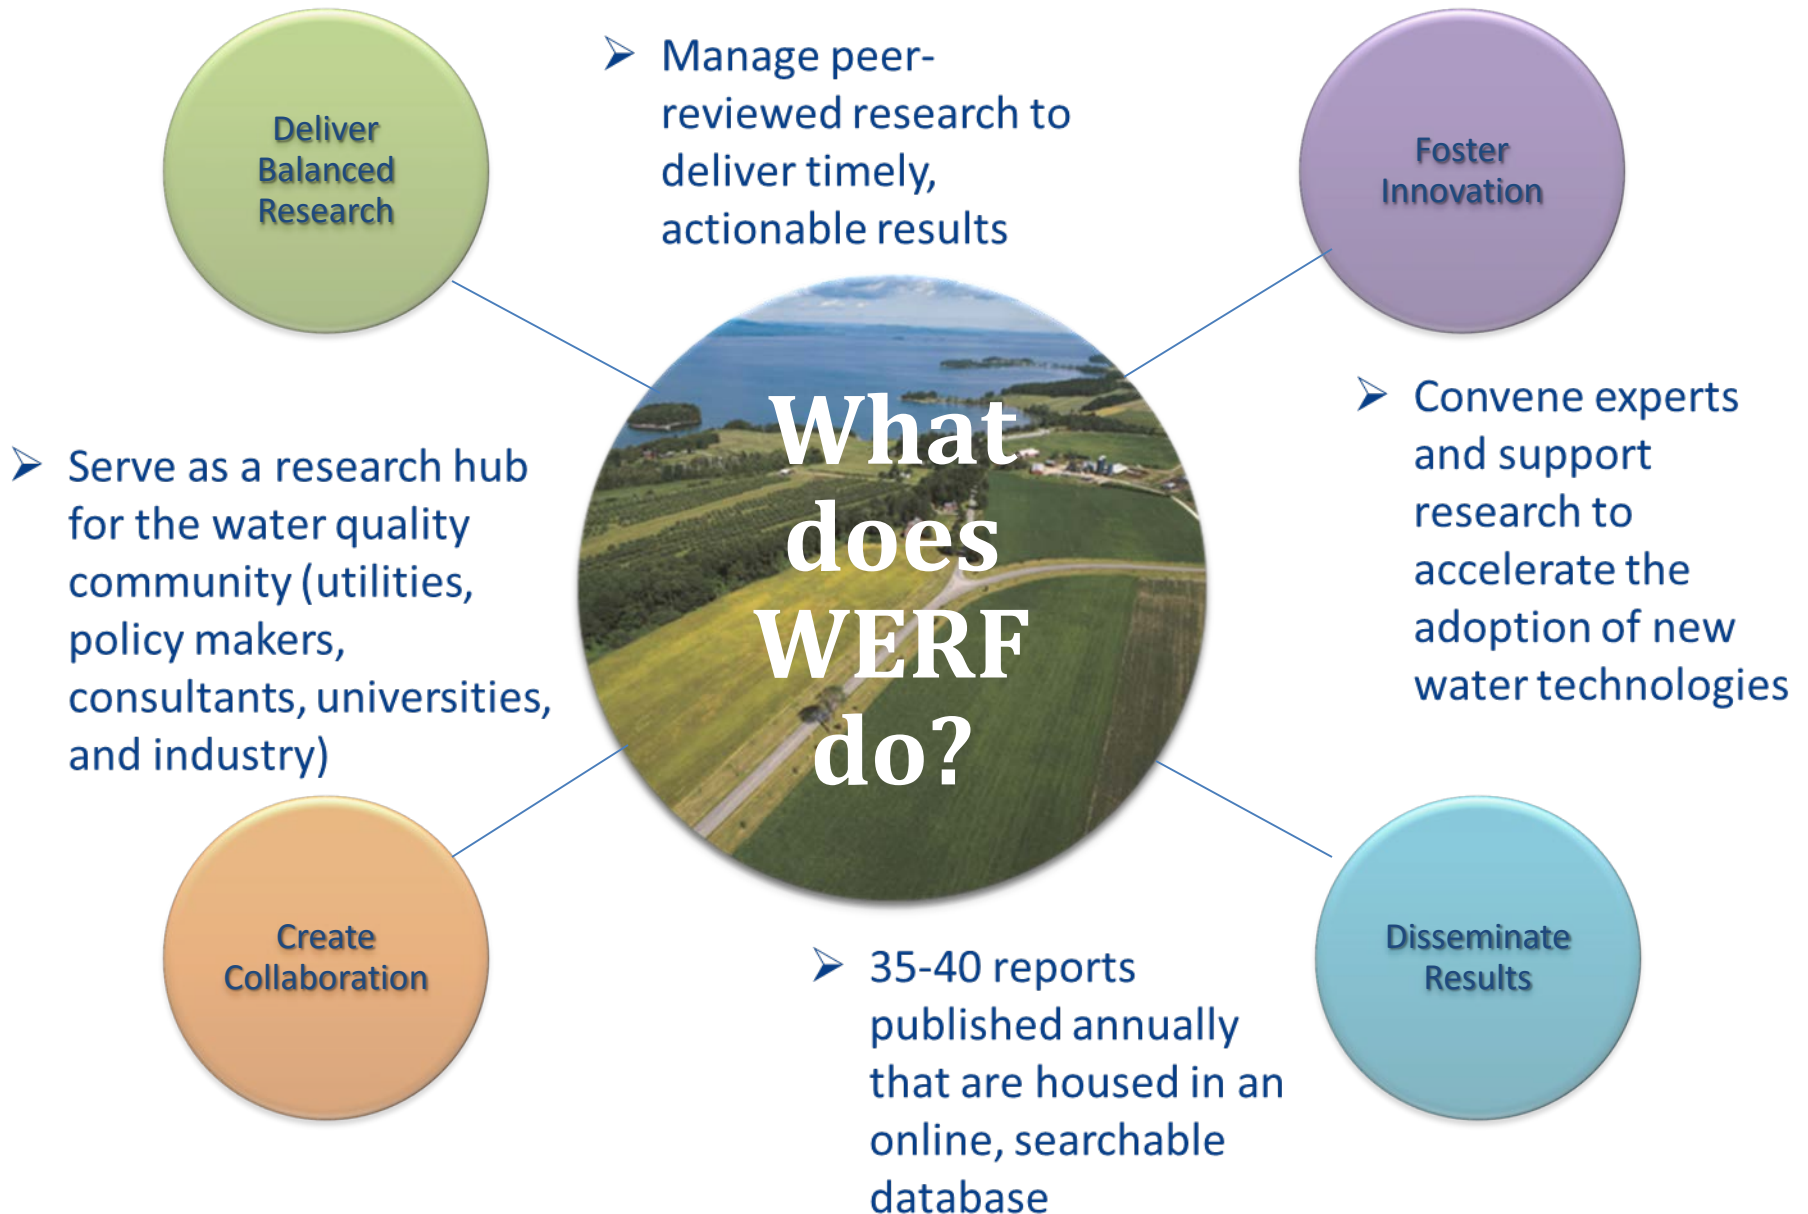 Deliver
Balanced
Research
➢ Manage peer-
reviewed research to
deliver timely,
actionable results
Foster
Innovation
➢ Convene experts
and support
research to
accelerate the
adoption of new
water technologies
What
does
WERF
do?
➢ Serve as a research hub
for the water quality
community (utilities,
policy makers,
consultants, universities,
and industry)
Create
Collaboration
➢ 35-40 reports
published annually
that are housed in an
online, searchable
database
Disseminate
Results